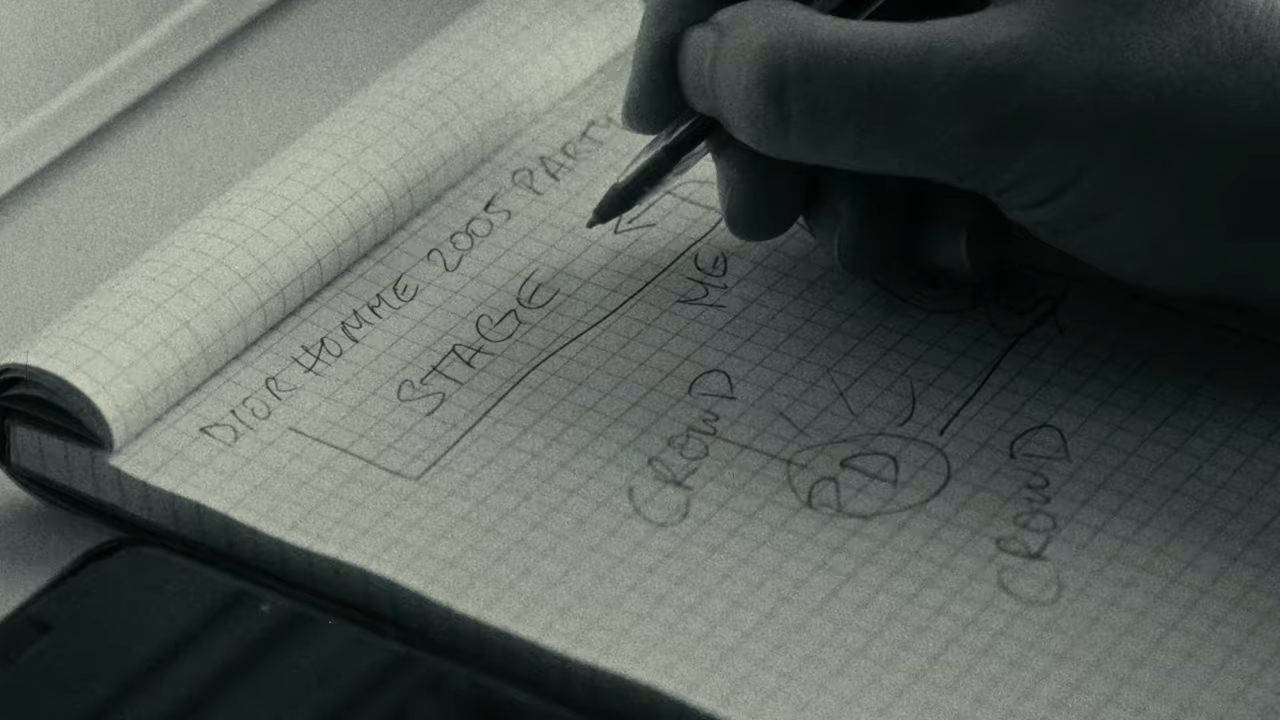 DIOR HOMME 2005 PARTY
STAGE
ME
CROWD
PD
CROWD